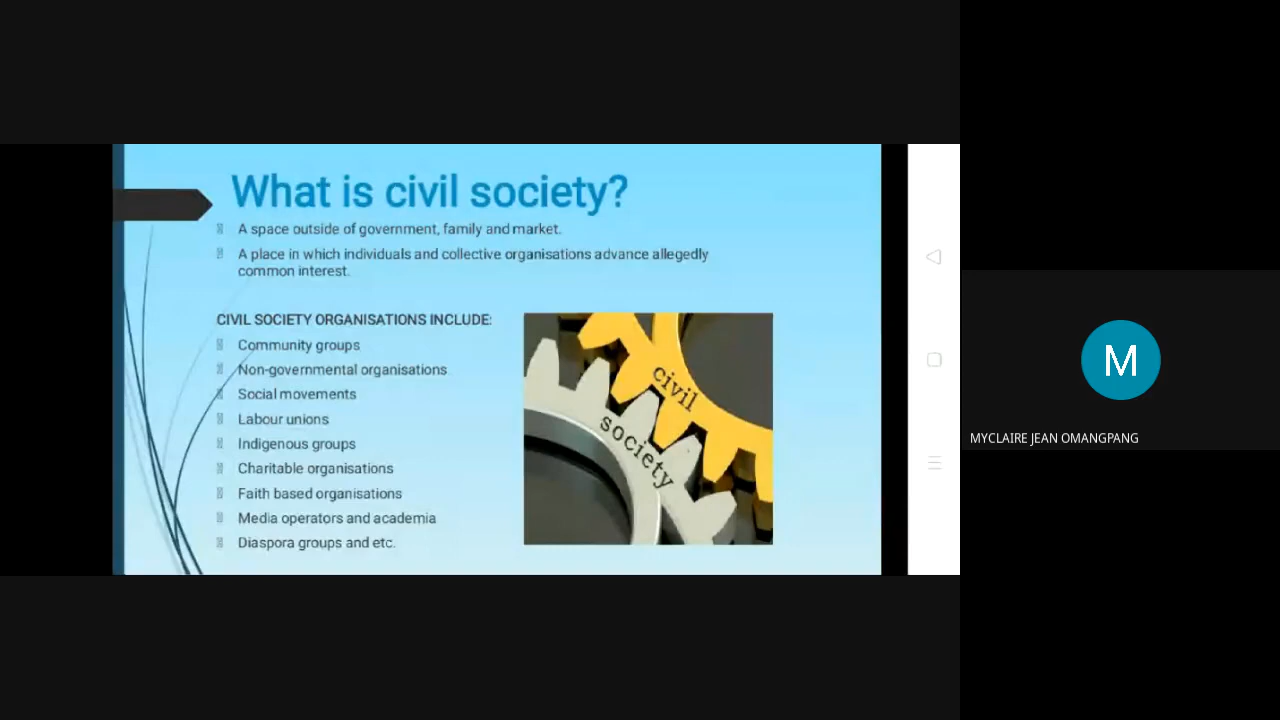 What is civil society?
A space outside of government, family and market.
A place in which individuals and collective organisations advance allegedly
common interest.
CIVIL SOCIETY ORGANISATIONS INCLUDE:
Community groups
Non-governmental organisations
Social movements
Labour unions
Indigenous groups
Charitable organisations
Faith based organisations
Media operators and academia
Diaspora groups and etc.
civil
society
M
MYCLAIRE JEAN OMANGPANG